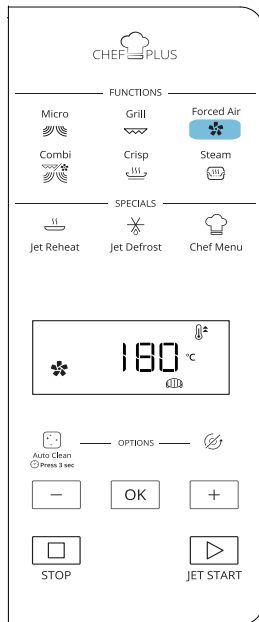 CHEF PLUS
FUNCTIONS
Micro Grill Forced Air
Combi Crisp Steam
SPECIALS
Jet Reheat Jet Defrost Chef Menu
180 °C
Auto Clean
Press 3 sec
OPTIONS
− OK +
STOP JET START